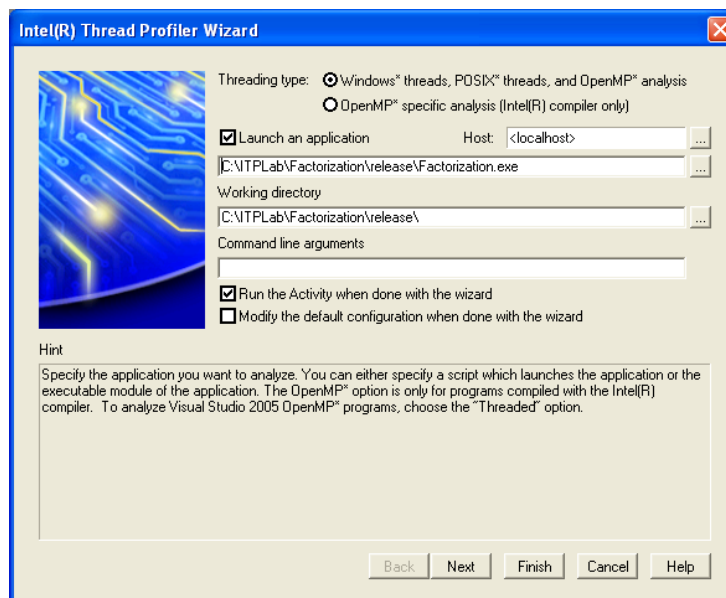 Intel(R) Thread Profiler Wizard
Threading type: Windows* threads, POSIX* threads, and OpenMP* analysis
OpenMP* specific analysis (Intel(R) compiler only)
Launch an application Host: <localhost> ...
C:\ITPLab\Factorization\release\Factorization.exe ...
Working directory
C:\ITPLab\Factorization\release\ ...
Command line arguments
Run the Activity when done with the wizard
Modify the default configuration when done with the wizard
Hint
Specify the application you want to analyze. You can either specify a script which launches the application or the
executable module of the application. The OpenMP* option is only for programs compiled with the Intel(R)
compiler. To analyze Visual Studio 2005 OpenMP* programs, choose the "Threaded" option.
Back Next Finish Cancel Help